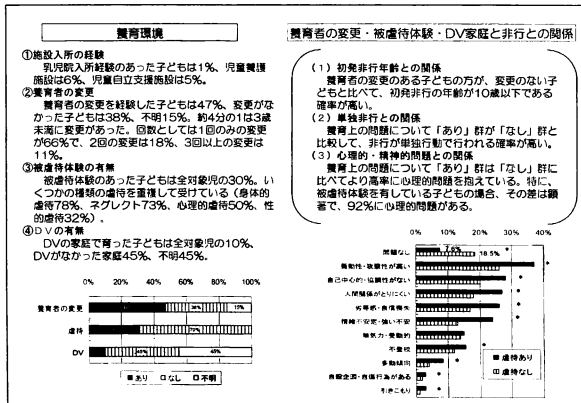 養育環境
①施設入所の経験
乳児院入所経験のあった子どもは1%、児童養護
施設は6%、児童自立支援施設は5%。
②養育者の変更
養育者の変更を経験した子どもは47%、変更がな
かった子どもは38%、不明15%。約4分の1は3歳
未満に変更があった。回数としては1回のみの変更
が66%で、2回の変更は18%、3回以上の変更は
11%。
③被虐待体験の有無
被虐待体験のあった子どもは全対象児の30%。い
くつかの種類の虐待を重複して受けている(身体的
虐待78%、ネグレクト73%、心理的虐待50%、性
的虐待32%)。
④DVの有無
DVの家庭で育った子どもは全対象児の10%、
DVがなかった家庭45%、不明45%。
0% 20% 40% 60% 80% 100%
養育者の変更 38% 15%
虐待 70%
DV 45% 45%
■あり □なし 不明
養育者の変更・被虐待体験・DV家庭と非行との関係
(1)初発非行年齢との関係
養育者の変更のある子どもの方が、変更のない子
どもと比べて、初発非行の年齢が10歳以下である
確率が高い。
(2)単独非行との関係
養育上の問題について「あり」群が「なし」群と
比較して、非行が単独行動で行われる確率が高い。
(3)心理的・精神的問題との関係
養育上の問題について「あり」群は「なし」群に
比べてより高率に心理的問題を抱えている。特に、
被虐待体験を有している子どもの場合、その差は顕
著で、92%に心理的問題がある。
0% 10% 20% 30% 40%
問題なし 7.6% *
18.5%
衝動性・攻撃性が高い *
自己中心的・協調性がない *
人間関係がとりにくい *
劣等感・自信喪失 *
情緒不安定・強い不安 *
無気力・受動的
不登校 *
多動傾向 *
自殺企図・自傷行為がある *
引きこもり *
■虐待あり
虐待なし